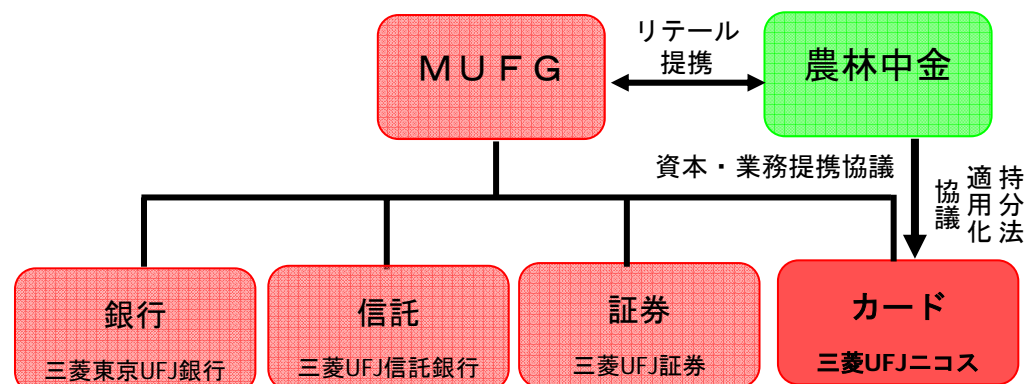 ＭＵＦＧ
リテール
提携
農林中金
資本・業務提携協議
持分法
適用化
協議
銀行
三菱東京UFJ銀行
信託
三菱UFJ信託銀行
証券
三菱UFJ証券
カード
三菱UFJニコス